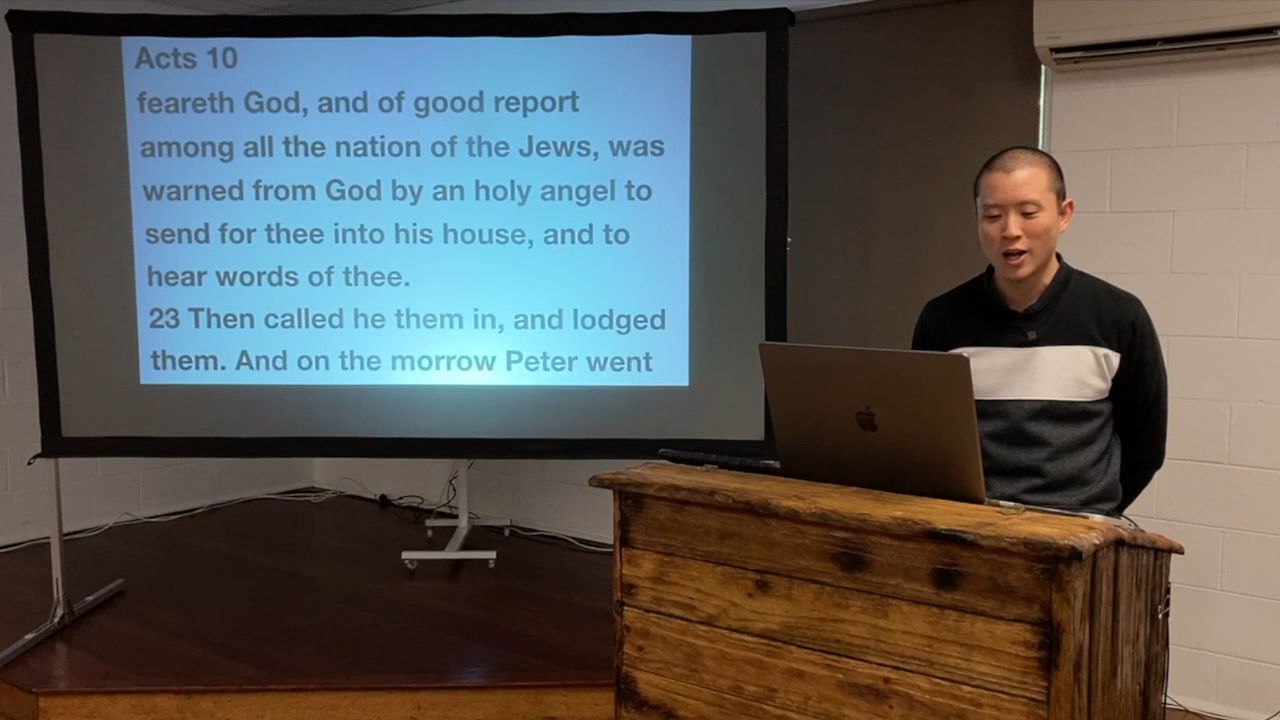 Acts 10
feareth God, and of good report
among all the nation of the Jews, was
warned from God by an holy angel to
send for thee into his house, and to
hear words of thee.
23 Then called he them in, and lodged
them. And on the morrow Peter went